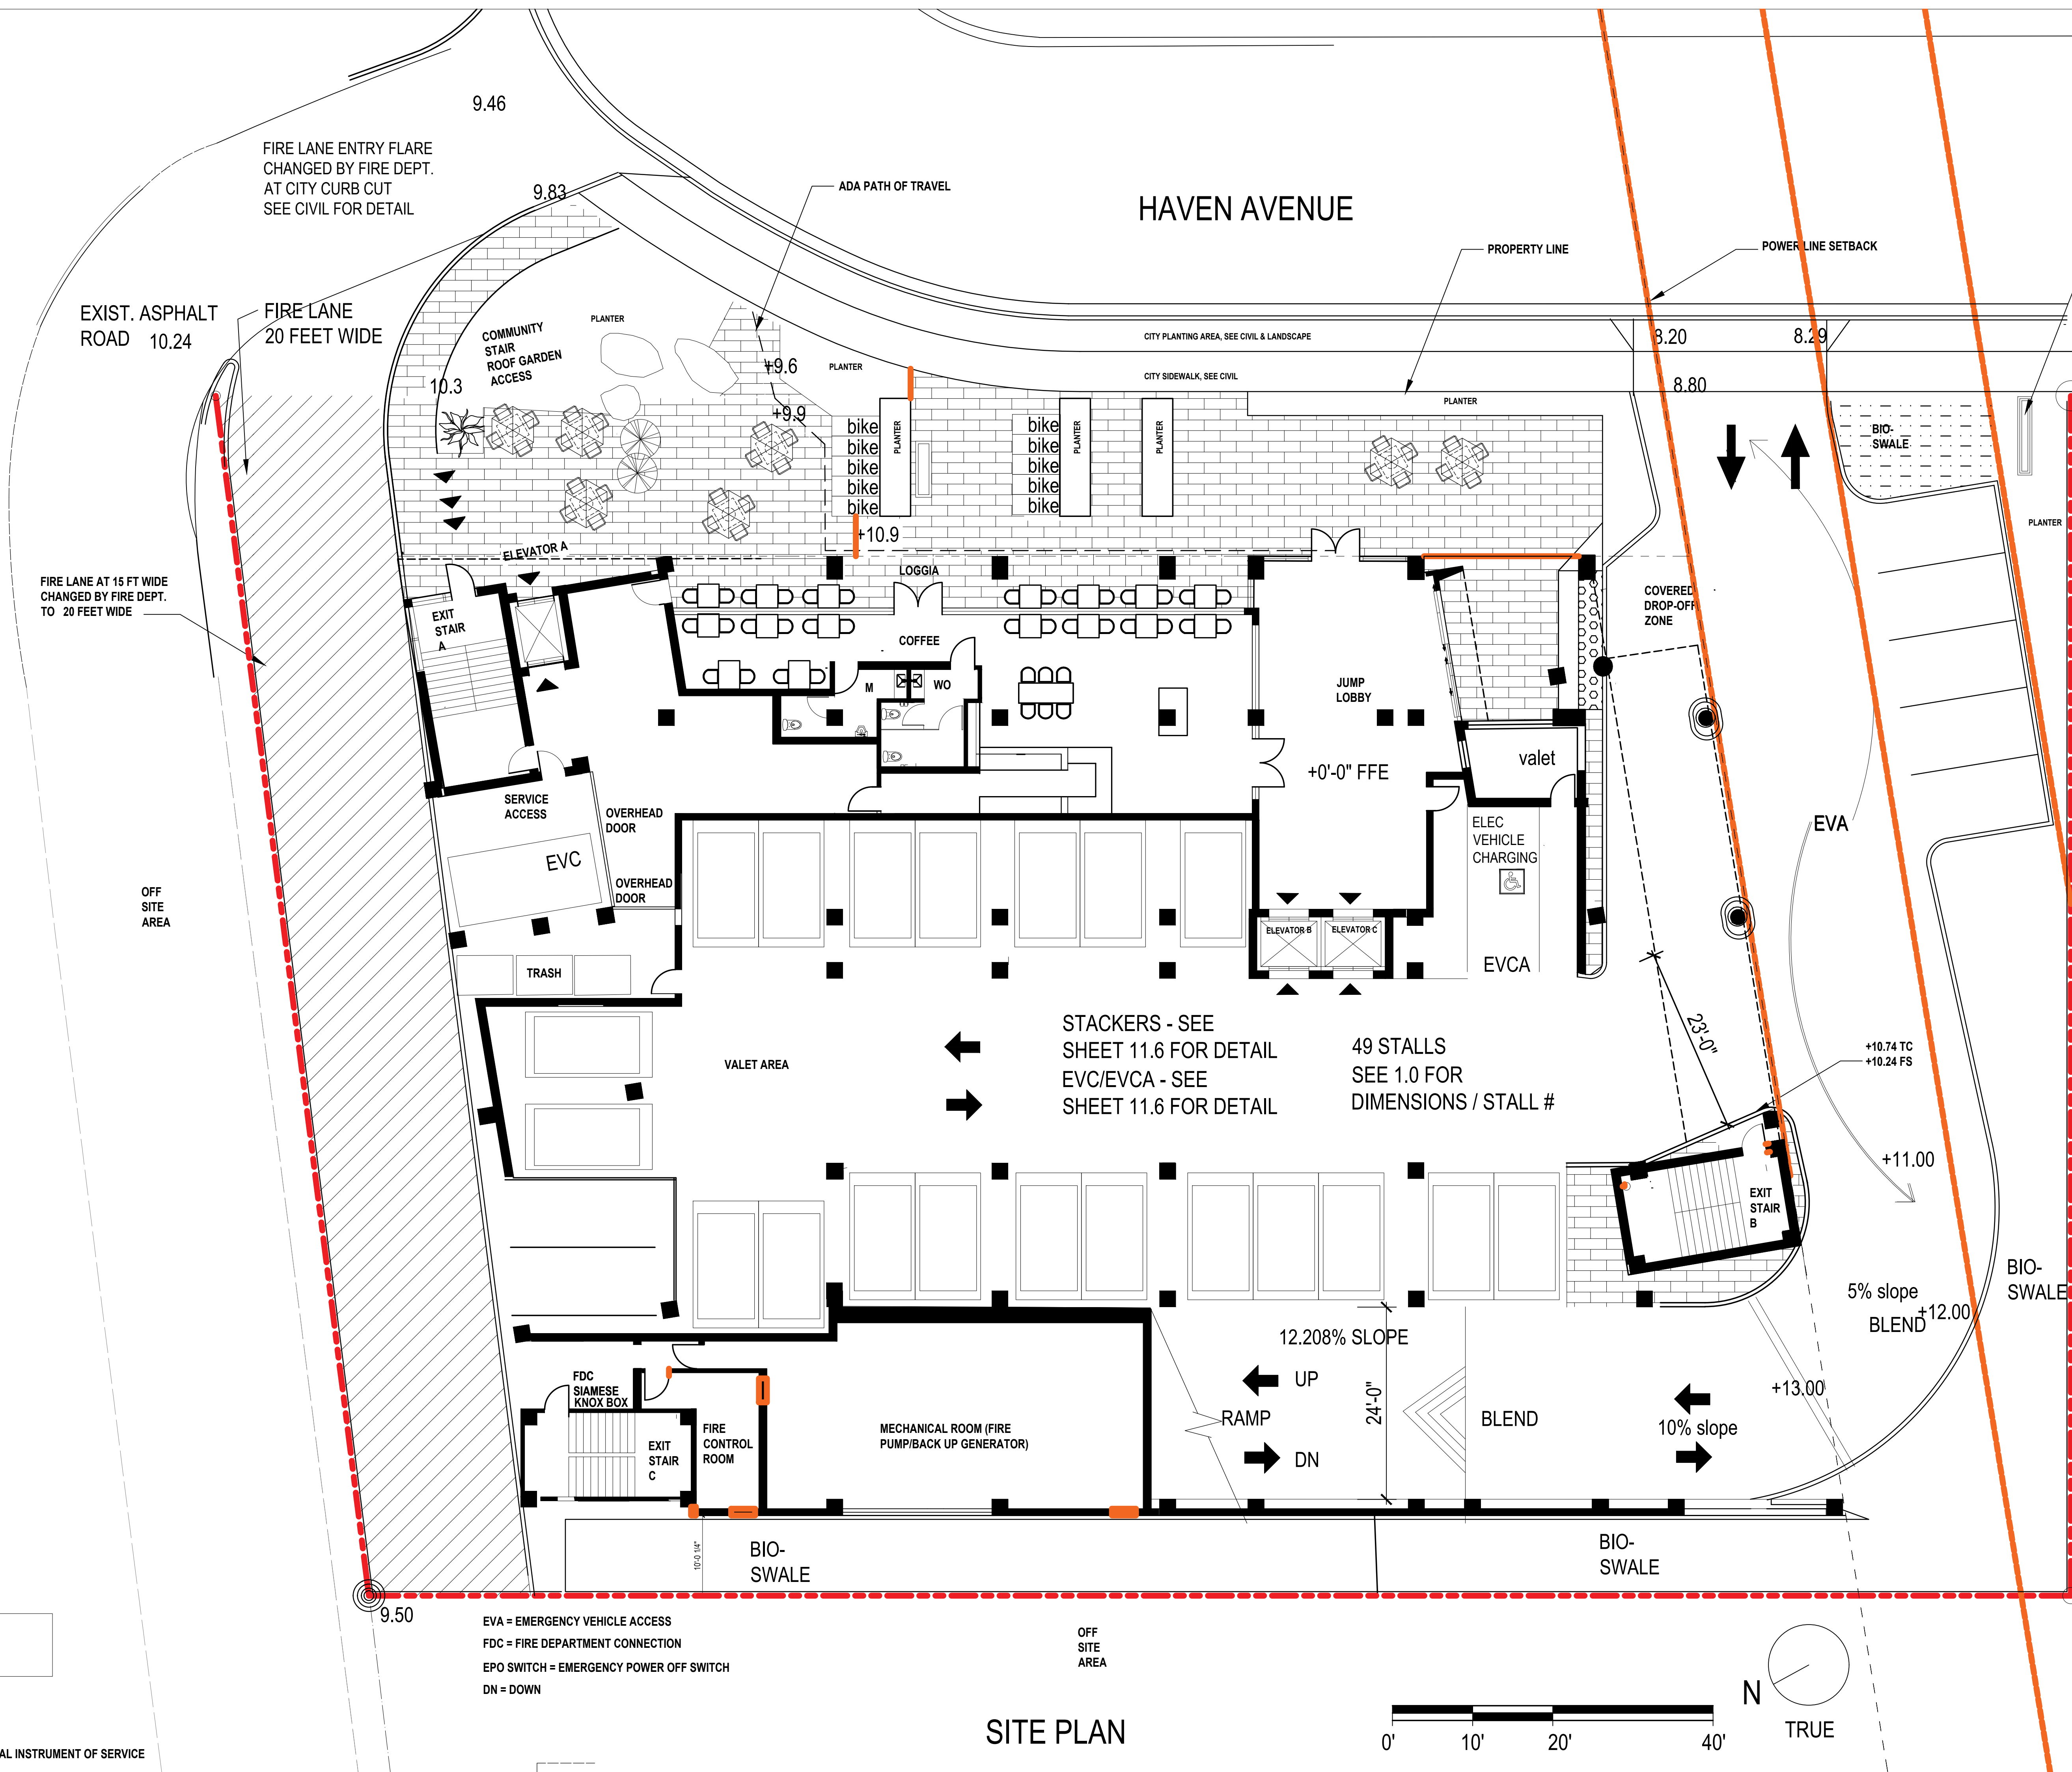 9.46
FIRE LANE ENTRY FLARE
CHANGED BY FIRE DEPT.
AT CITY CURB CUT
SEE CIVIL FOR DETAIL
9.83
ADA PATH OF TRAVEL
HAVEN AVENUE
PROPERTY LINE
POWER LINE SETBACK
EXIST. ASPHALT
ROAD 10.24
FIRE LANE
20 FEET WIDE
COMMUNITY
STAIR
ROOF GARDEN
ACCESS
PLANTER
10.3
+9.6
PLANTER
+9.9
CITY PLANTING AREA, SEE CIVIL & LANDSCAPE
CITY SIDEWALK, SEE CIVIL
8.20
8.29
8.80
PLANTER
bike
bike
bike
bike
bike
PLANTER
bike
bike
bike
bike
bike
PLANTER
PLANTER
BIO-
SWALE
PLANTER
+10.9
ELEVATOR A
LOGGIA
FIRE LANE AT 15 FT WIDE
CHANGED BY FIRE DEPT.
TO 20 FEET WIDE
EXIT
STAIR
A
COFFEE
M
WO
JUMP
LOBBY
COVERED
DROP-OFF
ZONE
+0'-0" FFE
valet
SERVICE
ACCESS
OVERHEAD
DOOR
EVC
OVERHEAD
DOOR
ELEC
VEHICLE
CHARGING
EVA
OFF
SITE
AREA
ELEVATOR B
ELEVATOR C
EVCA
TRASH
VALET AREA
STACKERS - SEE
SHEET 11.6 FOR DETAIL
EVC/EVCA - SEE
SHEET 11.6 FOR DETAIL
49 STALLS
SEE 1.0 FOR
DIMENSIONS / STALL #
23'-0"
+10.74 TC
+10.24 FS
+11.00
EXIT
STAIR
B
BIO-
SWALE
5% slope
BLEND
+12.00
12.208% SLOPE
UP
RAMP
DN
24'-0"
BLEND
+13.00
10% slope
FDC
SIAMESE
KNOX BOX
EXIT
STAIR
C
FIRE
CONTROL
ROOM
MECHANICAL ROOM (FIRE
PUMP/BACK UP GENERATOR)
10'-0 1/4"
BIO-
SWALE
BIO-
SWALE
9.50
EVA = EMERGENCY VEHICLE ACCESS
FDC = FIRE DEPARTMENT CONNECTION
EPO SWITCH = EMERGENCY POWER OFF SWITCH
DN = DOWN
OFF
SITE
AREA
SITE PLAN
0'
10'
20'
40'
N
TRUE
AL INSTRUMENT OF SERVICE